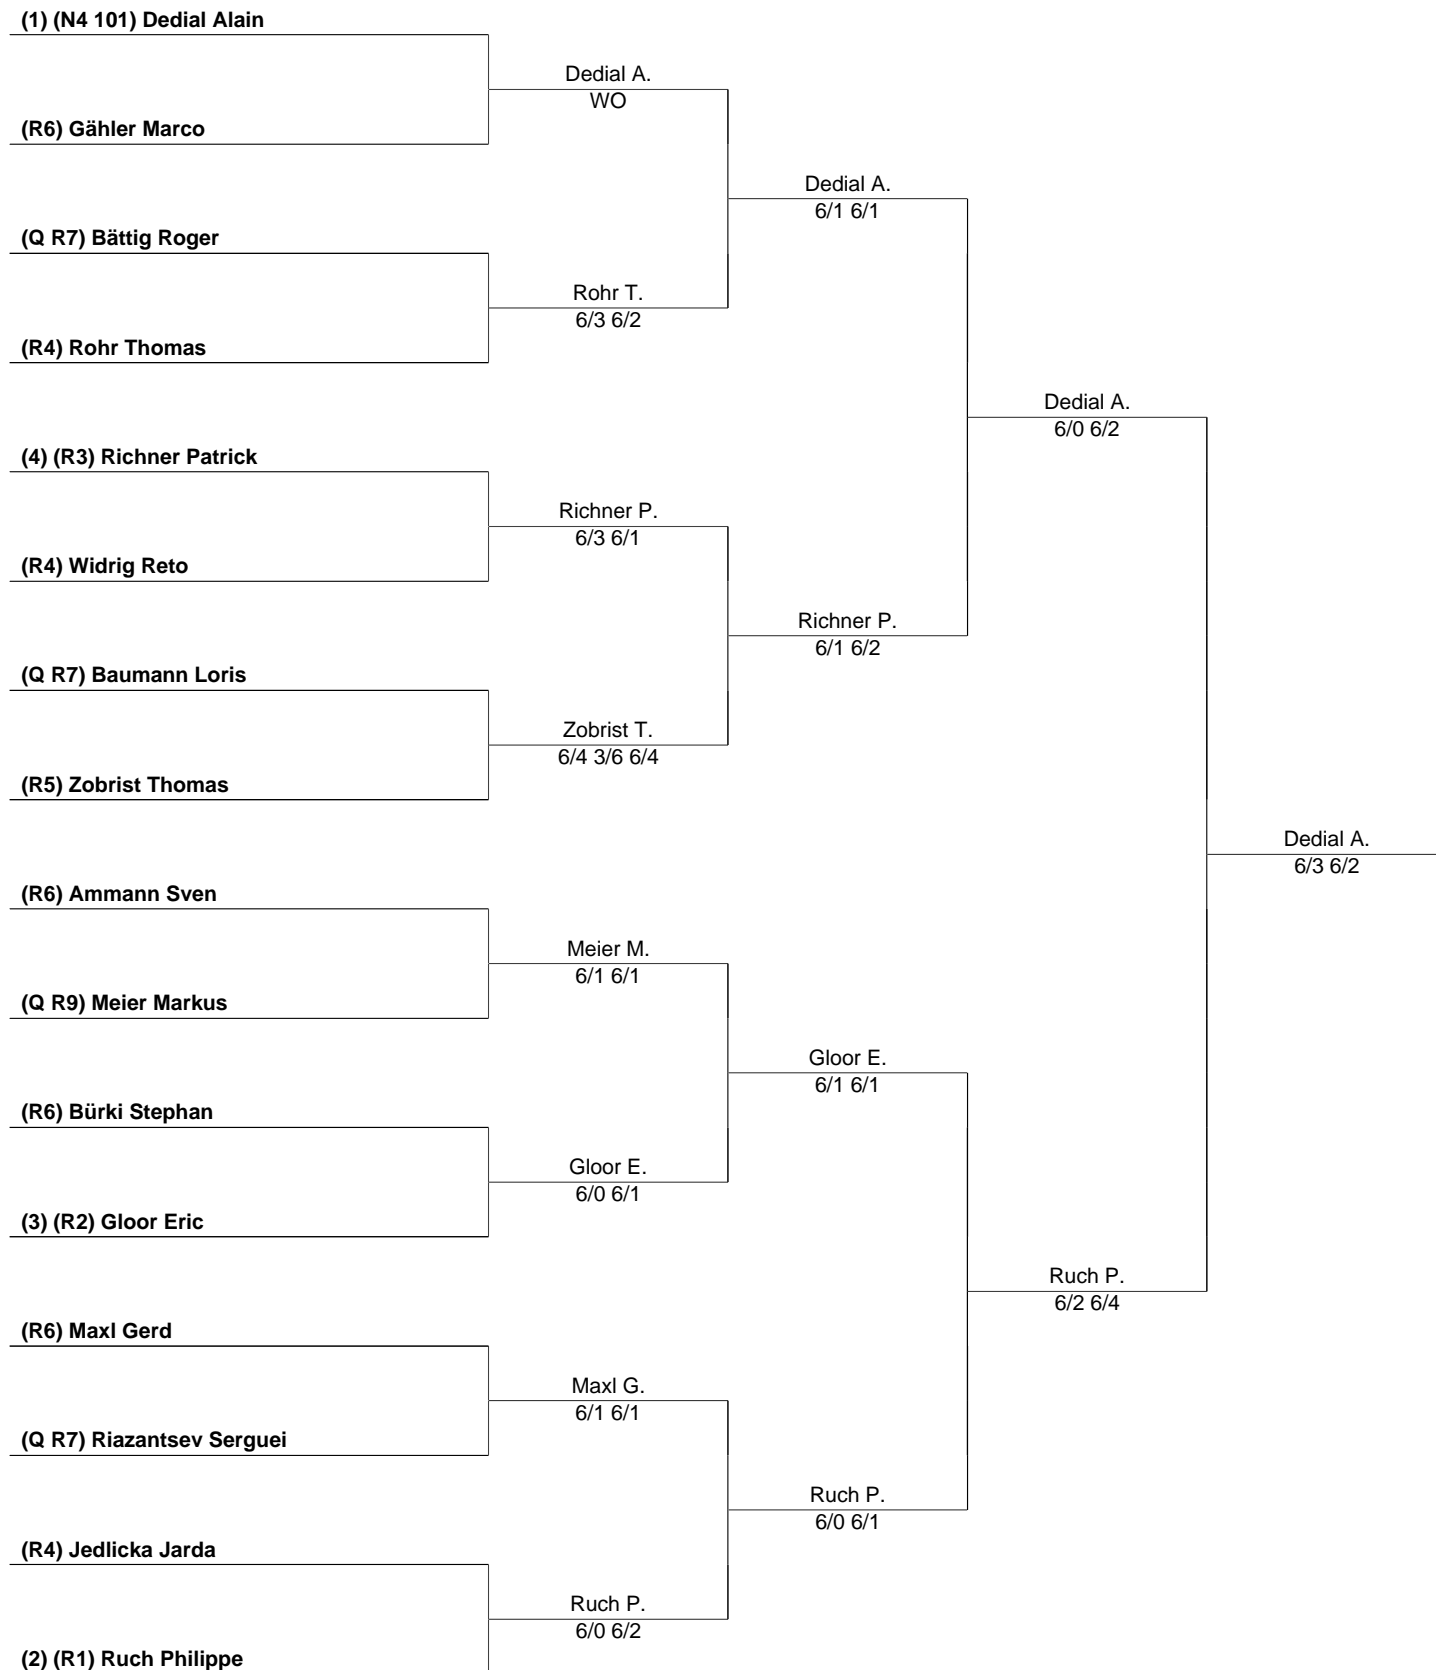 (1) (N4 101) Dedial Alain
Dedial A.
WO
(R6) Gähler Marco
Dedial A.
6/1 6/1
(Q R7) Bättig Roger
Rohr T.
6/3 6/2
(R4) Rohr Thomas
Dedial A.
6/0 6/2
(4) (R3) Richner Patrick
Richner P.
6/3 6/1
(R4) Widrig Reto
Richner P.
6/1 6/2
(Q R7) Baumann Loris
Zobrist T.
6/4 3/6 6/4
(R5) Zobrist Thomas
Dedial A.
6/3 6/2
(R6) Ammann Sven
Meier M.
6/1 6/1
(Q R9) Meier Markus
Gloor E.
6/1 6/1
(R6) Bürki Stephan
Gloor E.
6/0 6/1
(3) (R2) Gloor Eric
Ruch P.
6/2 6/4
(R6) Maxl Gerd
Maxl G.
6/1 6/1
(Q R7) Riazantsev Serguei
Ruch P.
6/0 6/1
(R4) Jedlicka Jarda
Ruch P.
6/0 6/2
(2) (R1) Ruch Philippe